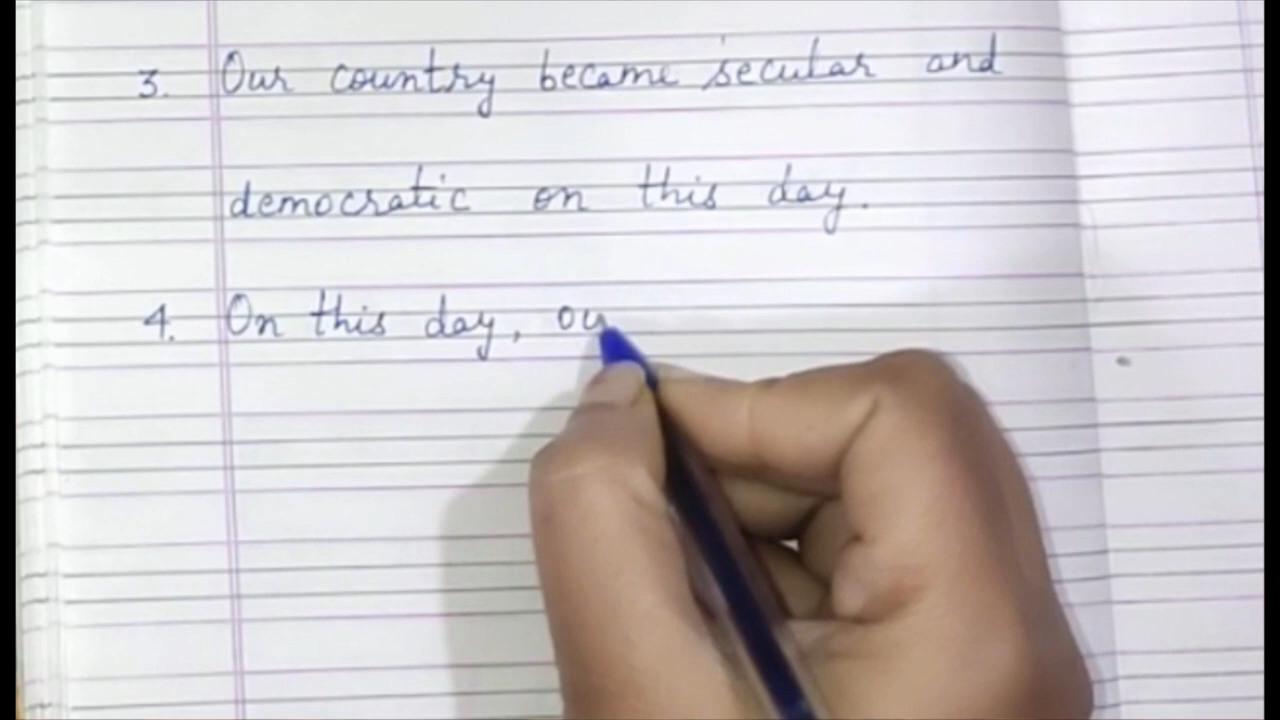 3. Our country became secular and
democratic on this day.
4. On this day, ou